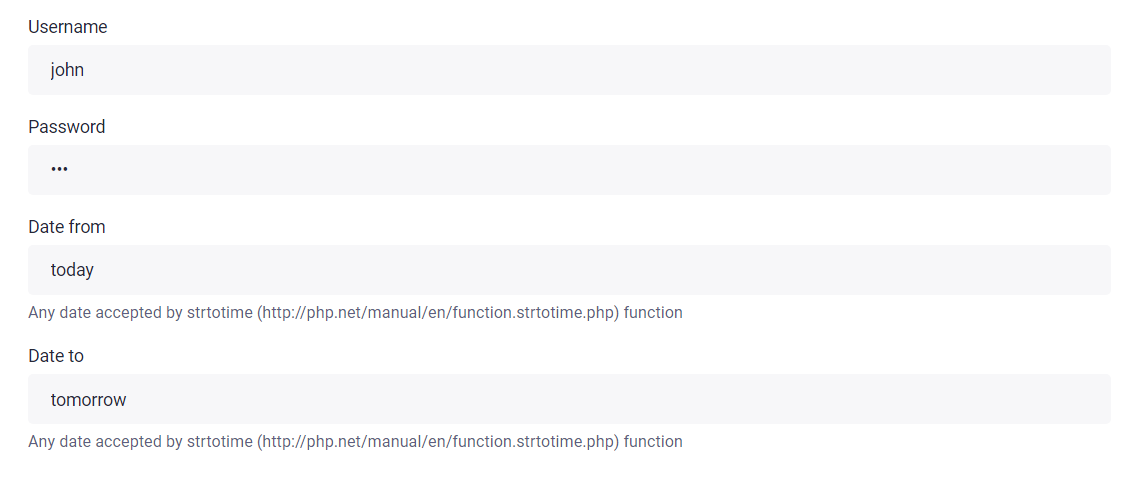 Username
john
Password
•••
Date from
today
Any date accepted by strtotime (http://php.net/manual/en/function.strtotime.php) function
Date to
tomorrow
Any date accepted by strtotime (http://php.net/manual/en/function.strtotime.php) function